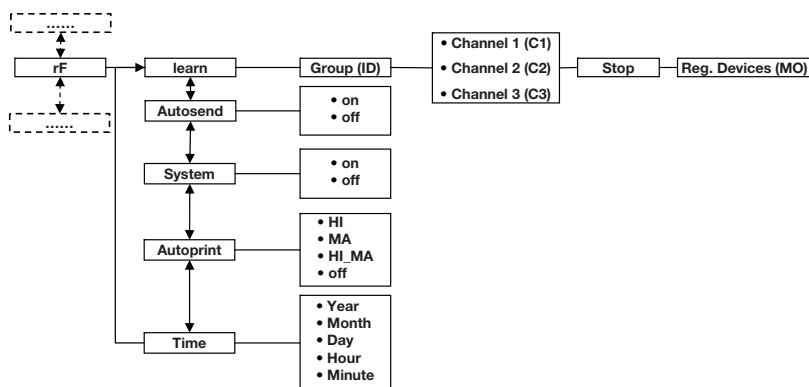 ......
rF
......
learn
Group (ID)
• Channel 1 (C1)
• Channel 2 (C2)
• Channel 3 (C3)
Stop
Reg. Devices (MO)
Autosend
• on
• off
System
• on
• off
Autoprint
• HI
• MA
• HI_MA
• off
Time
• Year
• Month
• Day
• Hour
• Minute